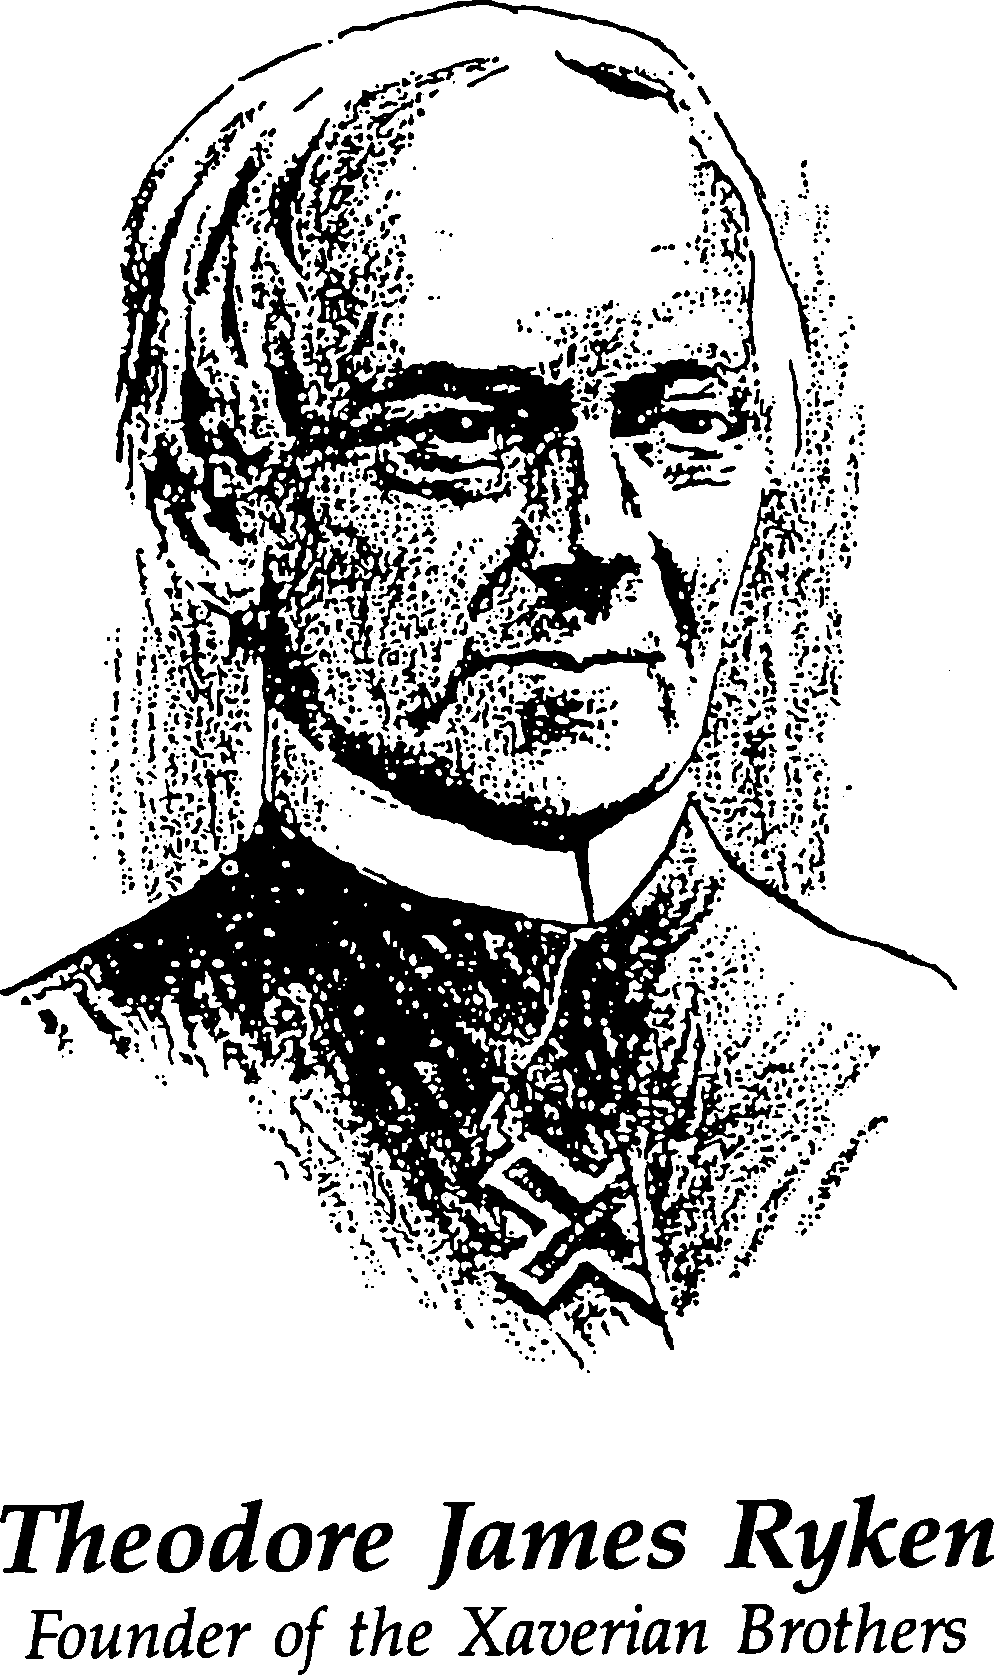 Theodore James Ryken
Founder of the Xaverian Brothers